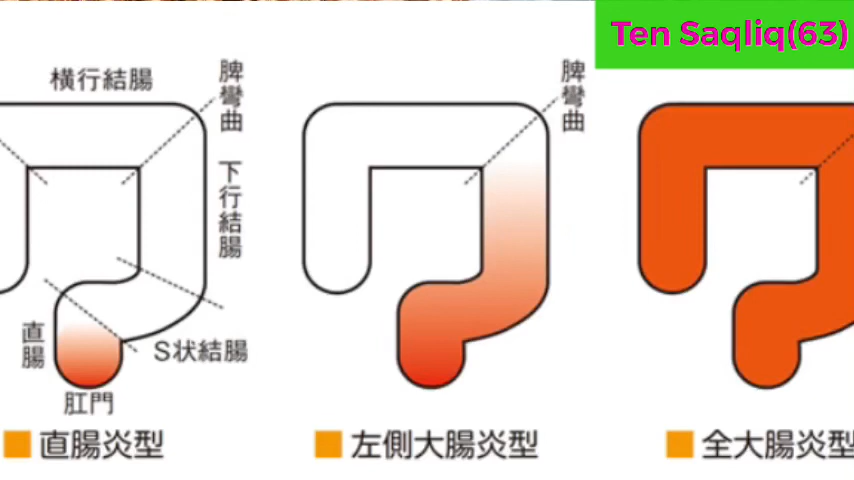 Ten Saqliq(63)
横行結腸
脾彎曲
下行結腸
直腸
S状結腸
肛門
脾彎曲
直腸炎型
左側大腸炎型
全大腸炎型